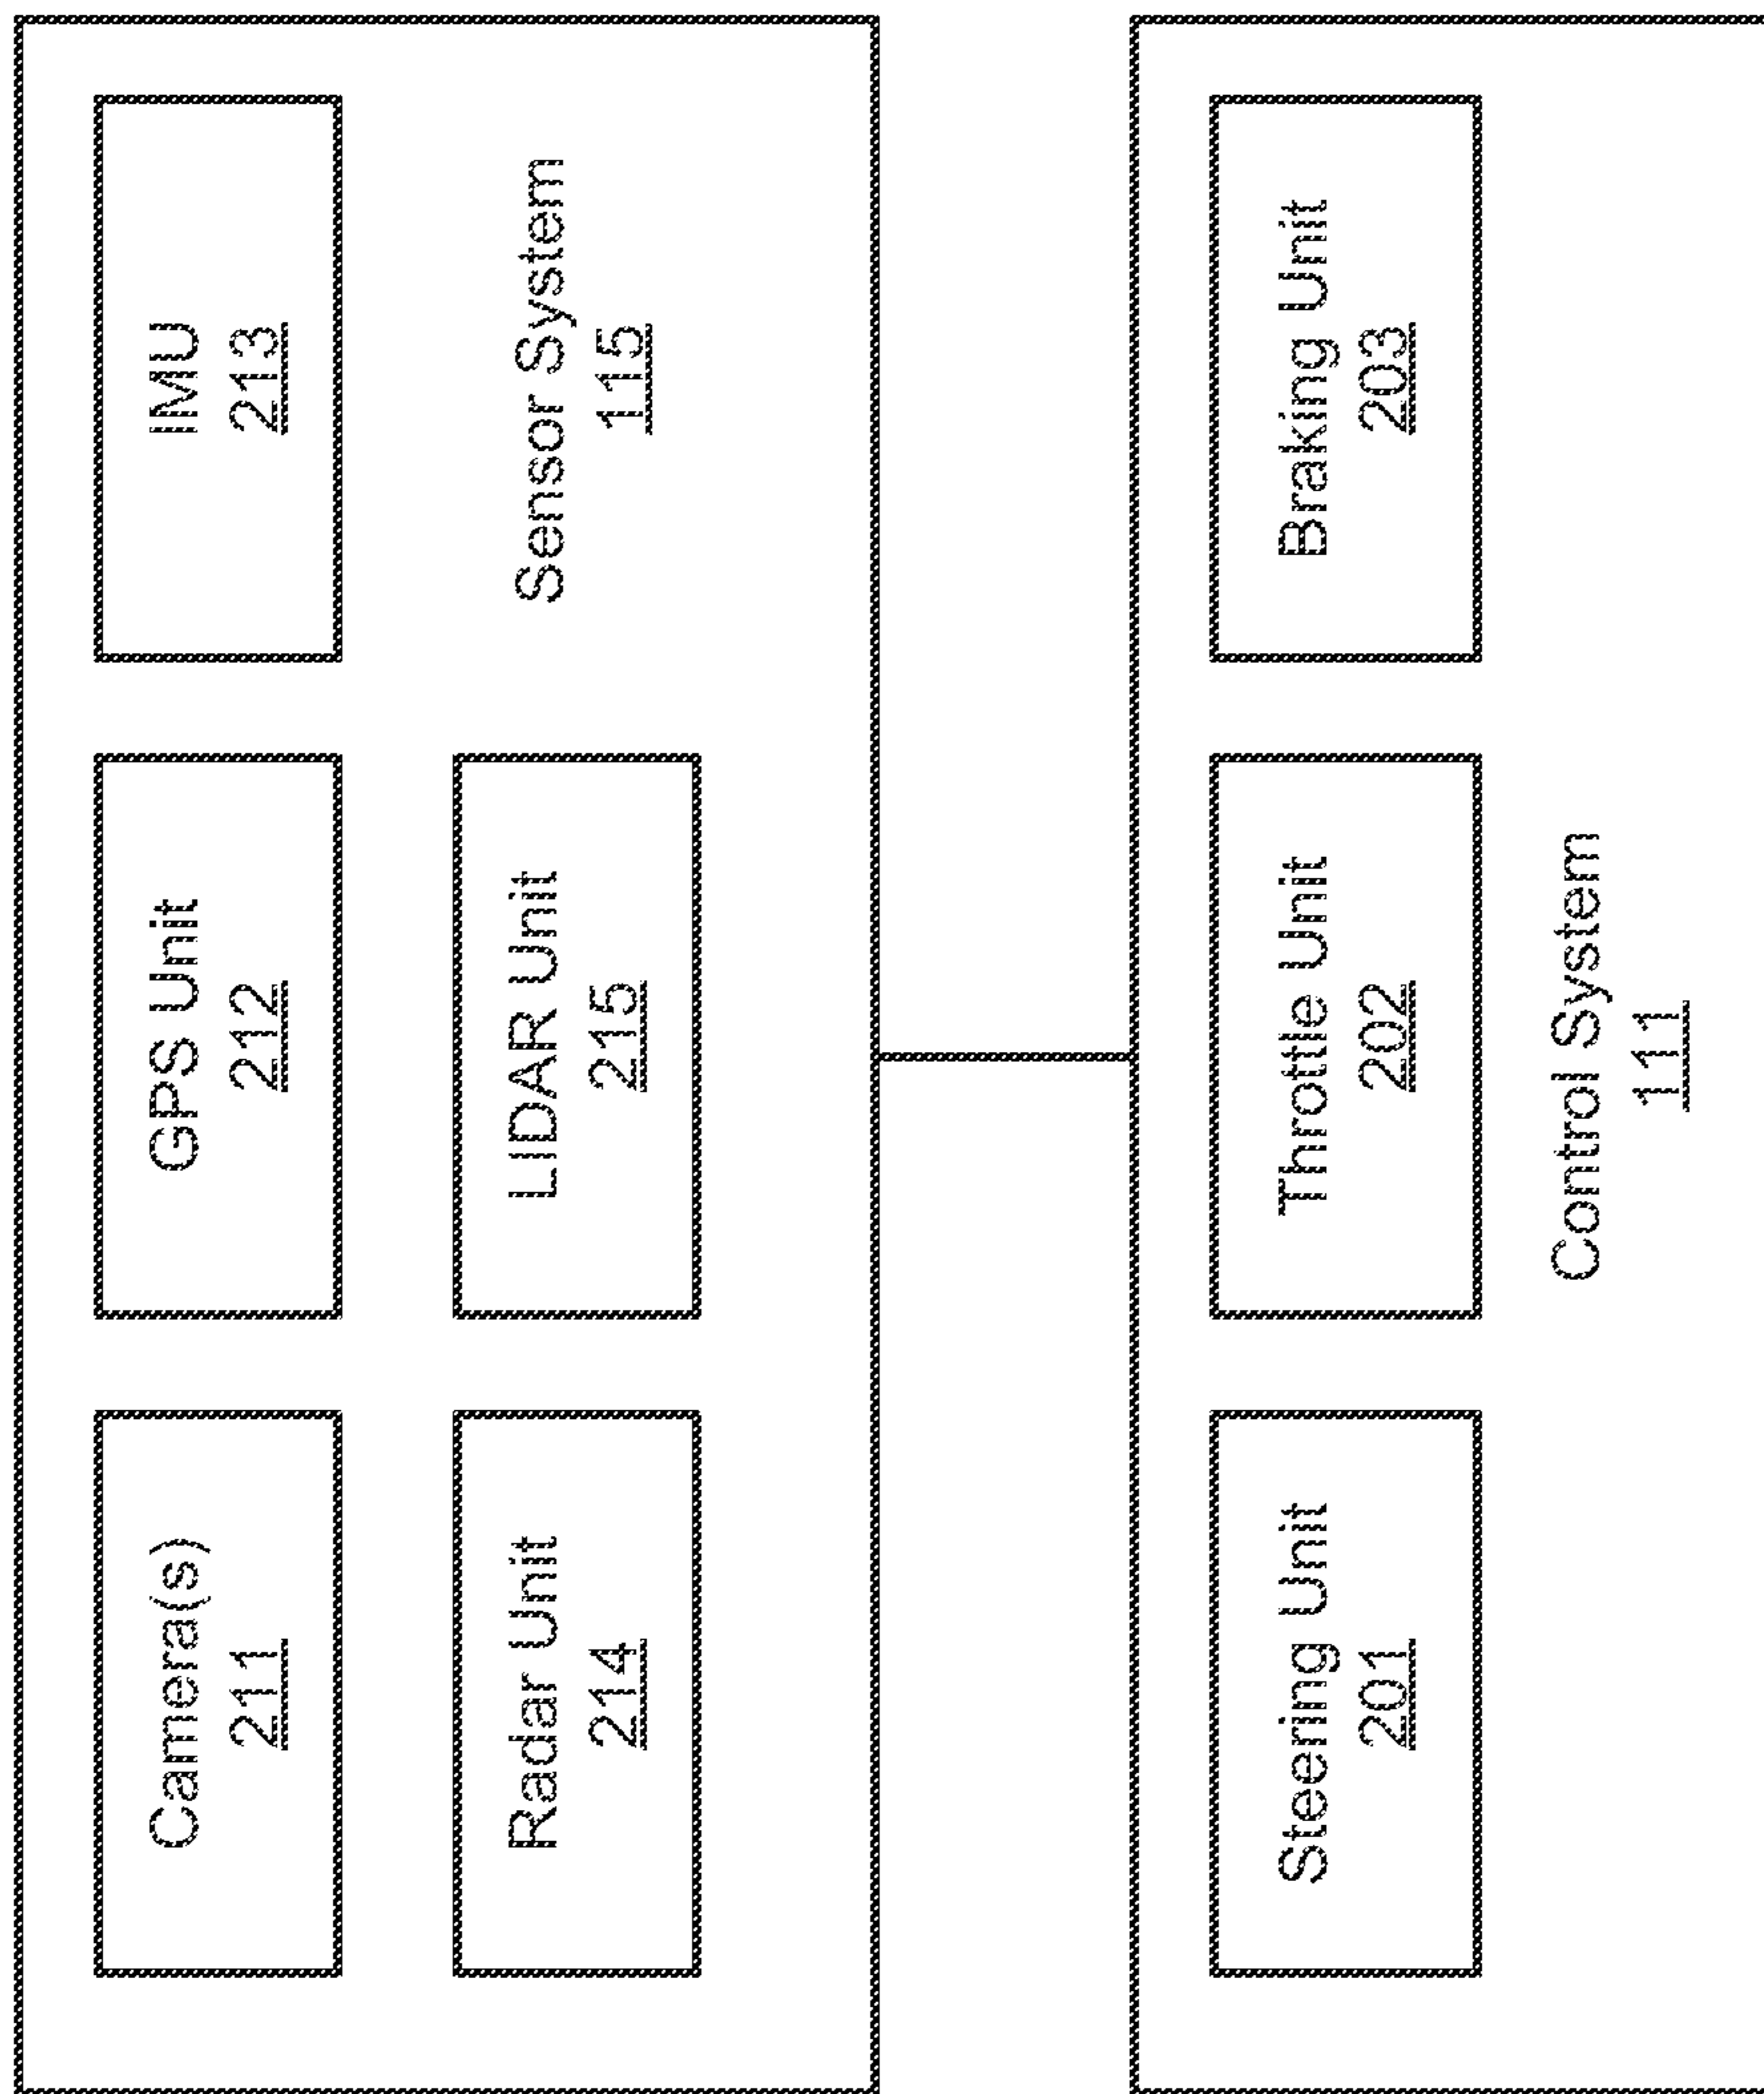 Camera(s)
211
GPS Unit
212
IMU
213
Radar Unit
214
LIDAR Unit
215
Sensor System
115
Steering Unit
201
Throttle Unit
202
Braking Unit
203
Control System
111